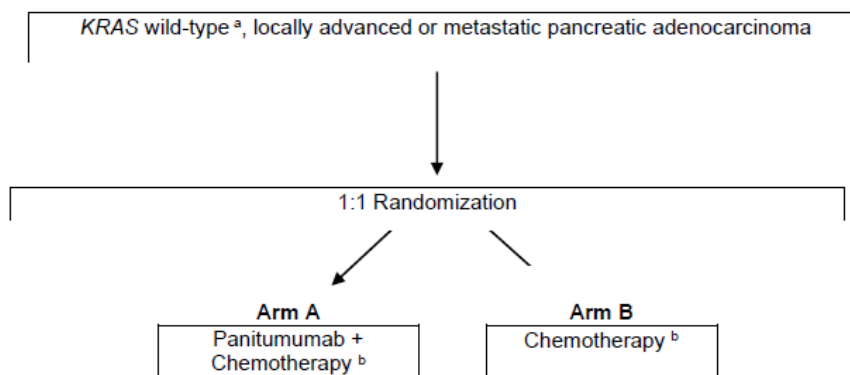 KRAS wild-type a, locally advanced or metastatic pancreatic adenocarcinoma
1:1 Randomization
Arm A
Panitumumab +
Chemotherapy b
Arm B
Chemotherapy b